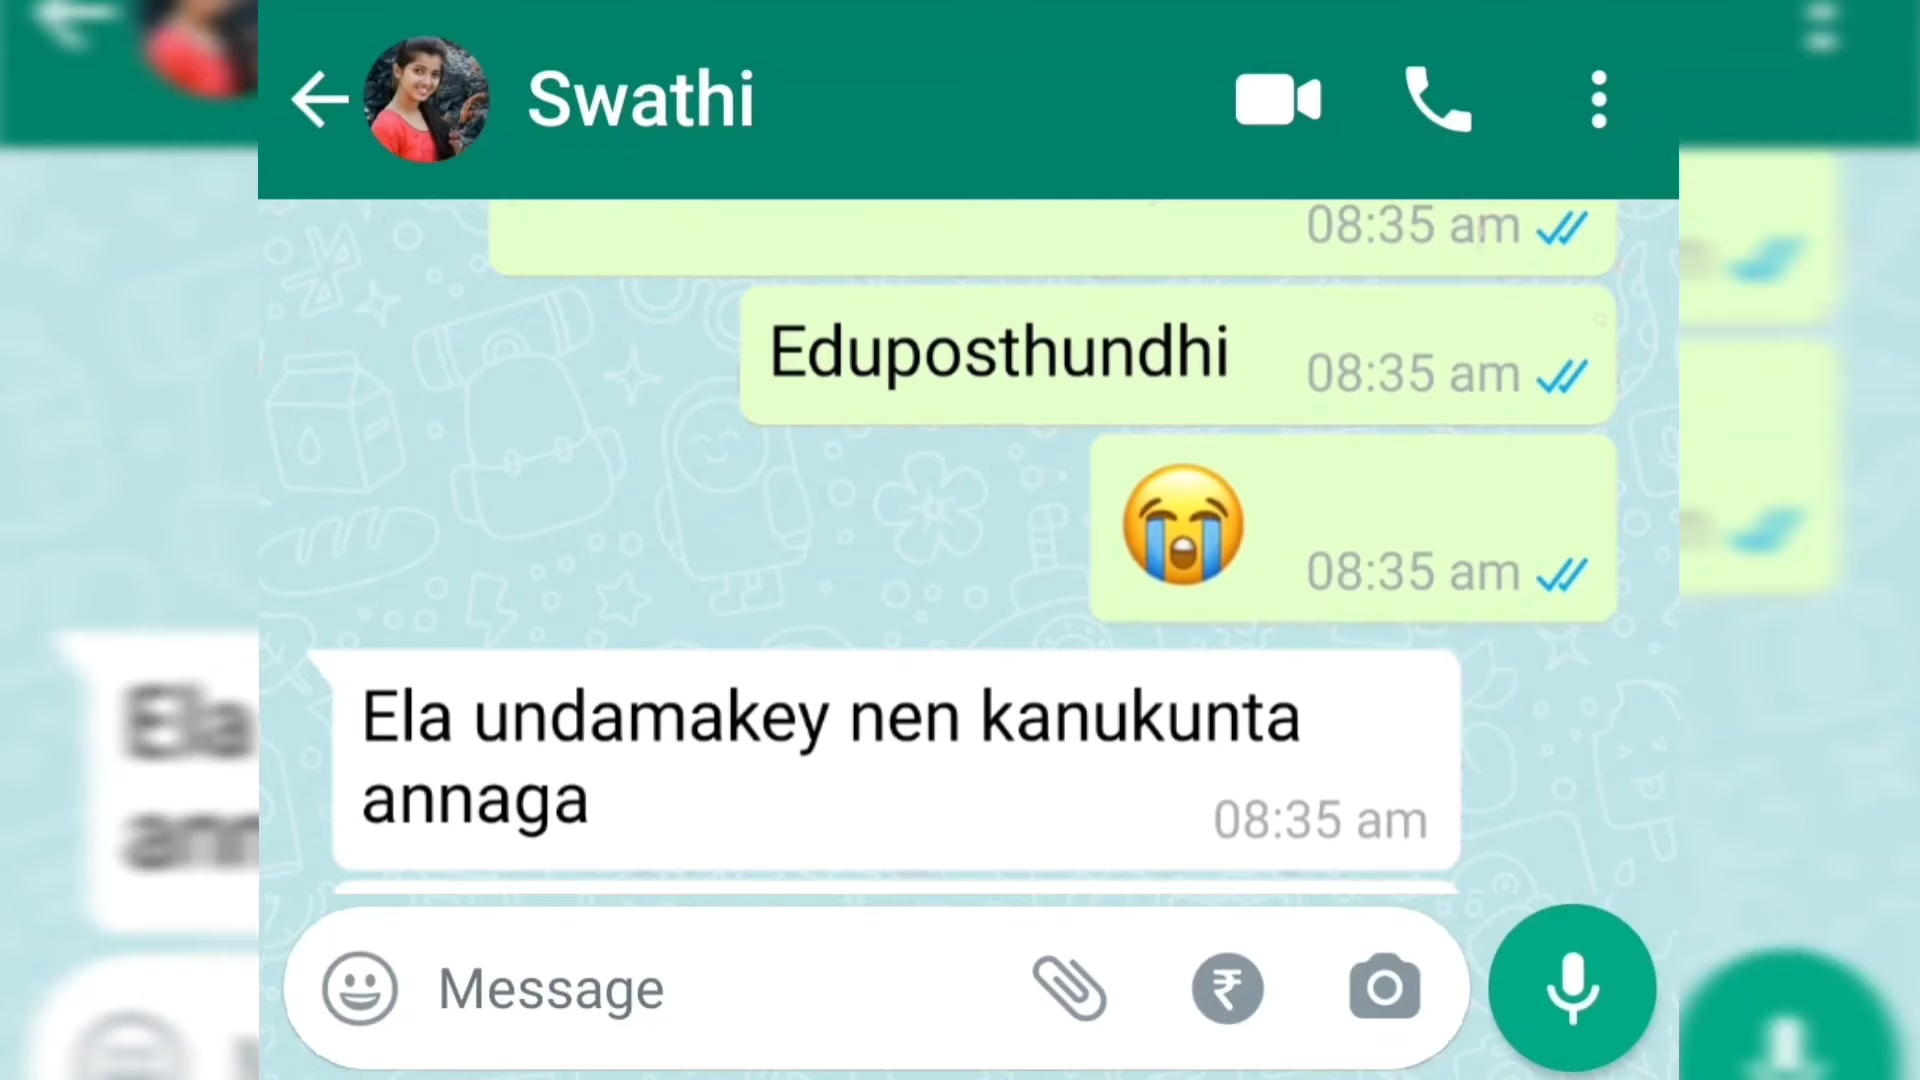 Swathi
08:35 am
Eduposthundhi
08:35 am
08:35 am
Ela undamakey nen kanukunta
annaga
08:35 am
Message